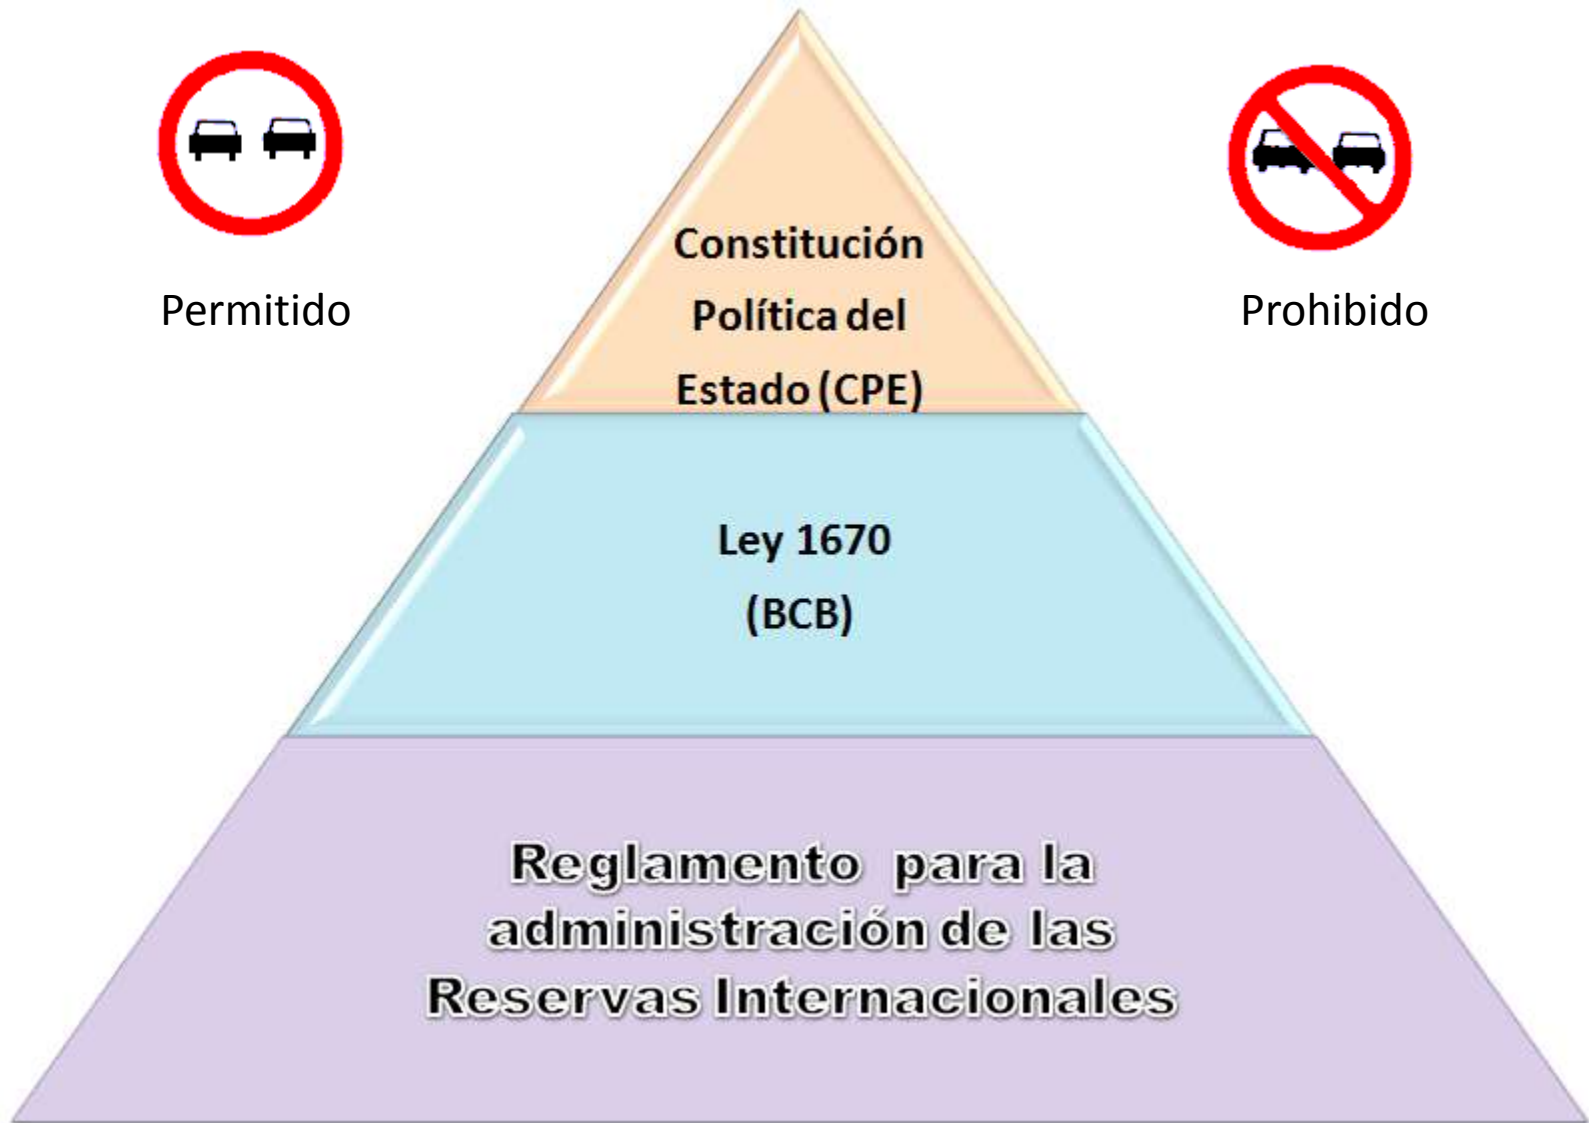 Permitido
Prohibido
Constitución
Política del
Estado (CPE)
Ley 1670
(BCB)
Reglamento para la
administración de las
Reservas Internacionales